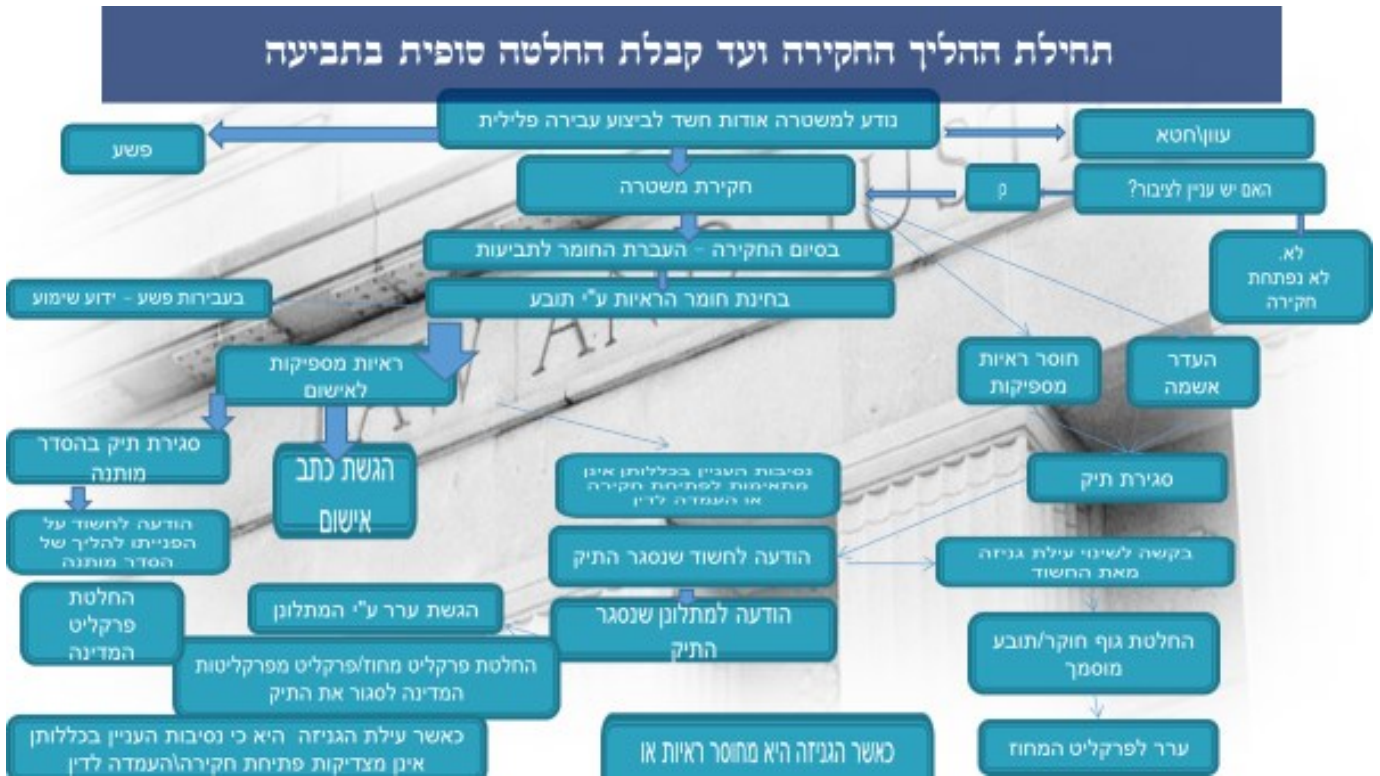 תחילת ההליך החקירה ועד קבלת החלטה סופית בתביעה
נודע למשטרה אודות חשד לביצוע עבירה פלילית
עוון\חטא
פשע
האם יש עניין לציבור?
חקירת משטרה
לא.
לא נפתחת
חקירה
בסיום החקירה – העברת החומר לתביעות
בחינת חומר הראיות ע"י תובע
בעבירות פשע – ידוע שימוע
העדר
אשמה
חוסר ראיות
מספיקות
ראיות מספיקות
לאישום
סגירת תיק
נסיבות העניין בכללותן אינן
מתאימות לפתיחת חקירה
או העמדה לדין
הגשת כתב
אישום
סגירת תיק בהסדר
מותנה
הודעה לחשוד על
הפנייתו להליך של
הסדר מותנה
הודעה לחשוד שנסגר התיק
בקשה לשינוי עילת גניזה
מאת החשוד
הודעה למתלונן שנסגר
התיק
הגשת ערר ע"י המתלונן
החלטת
פרקליט
המדינה
החלטת גוף חוקר/תובע
מוסמך
החלטת פרקליט מחוז/פרקליט מפרקליטות
המדינה לסגור את התיק
ערר לפרקליט המחוז
כאשר הגניזה היא מחוסר ראיות או
כאשר עילת הגניזה היא כי נסיבות העניין בכללותן
אינן מצדיקות פתיחת חקירה\העמדה לדין